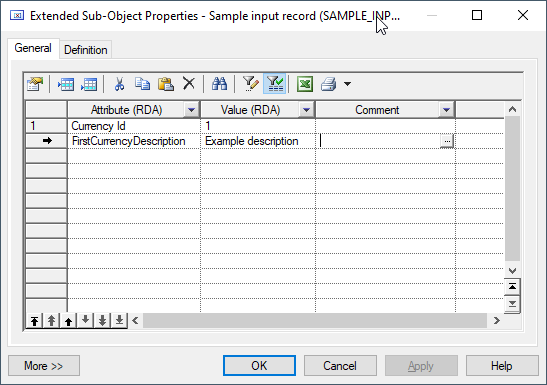 Extended Sub-Object Properties - Sample input record (SAMPLE_INP...
General Definition
Attribute (RDA) Value (RDA) Comment
1 Currency Id 1
FirstCurrencyDescription Example description ...
More >> OK Cancel Apply Help